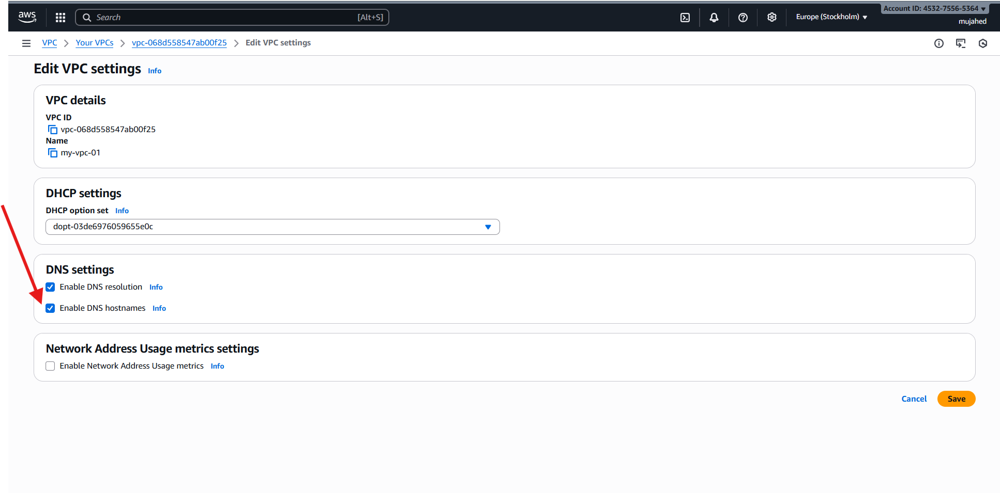 aws
Search [Alt+S]
Europe (Stockholm)
Account ID: 4532-7556-5364
mujahed
VPC
Your VPCs
vpc-068d558547ab00f25
Edit VPC settings
Edit VPC settings Info
VPC details
VPC ID
vpc-068d558547ab00f25
Name
my-vpc-01
DHCP settings
DHCP option set Info
dopt-03de6976059655e0c
DNS settings
Enable DNS resolution Info
Enable DNS hostnames Info
Network Address Usage metrics settings
Enable Network Address Usage metrics Info
Cancel Save